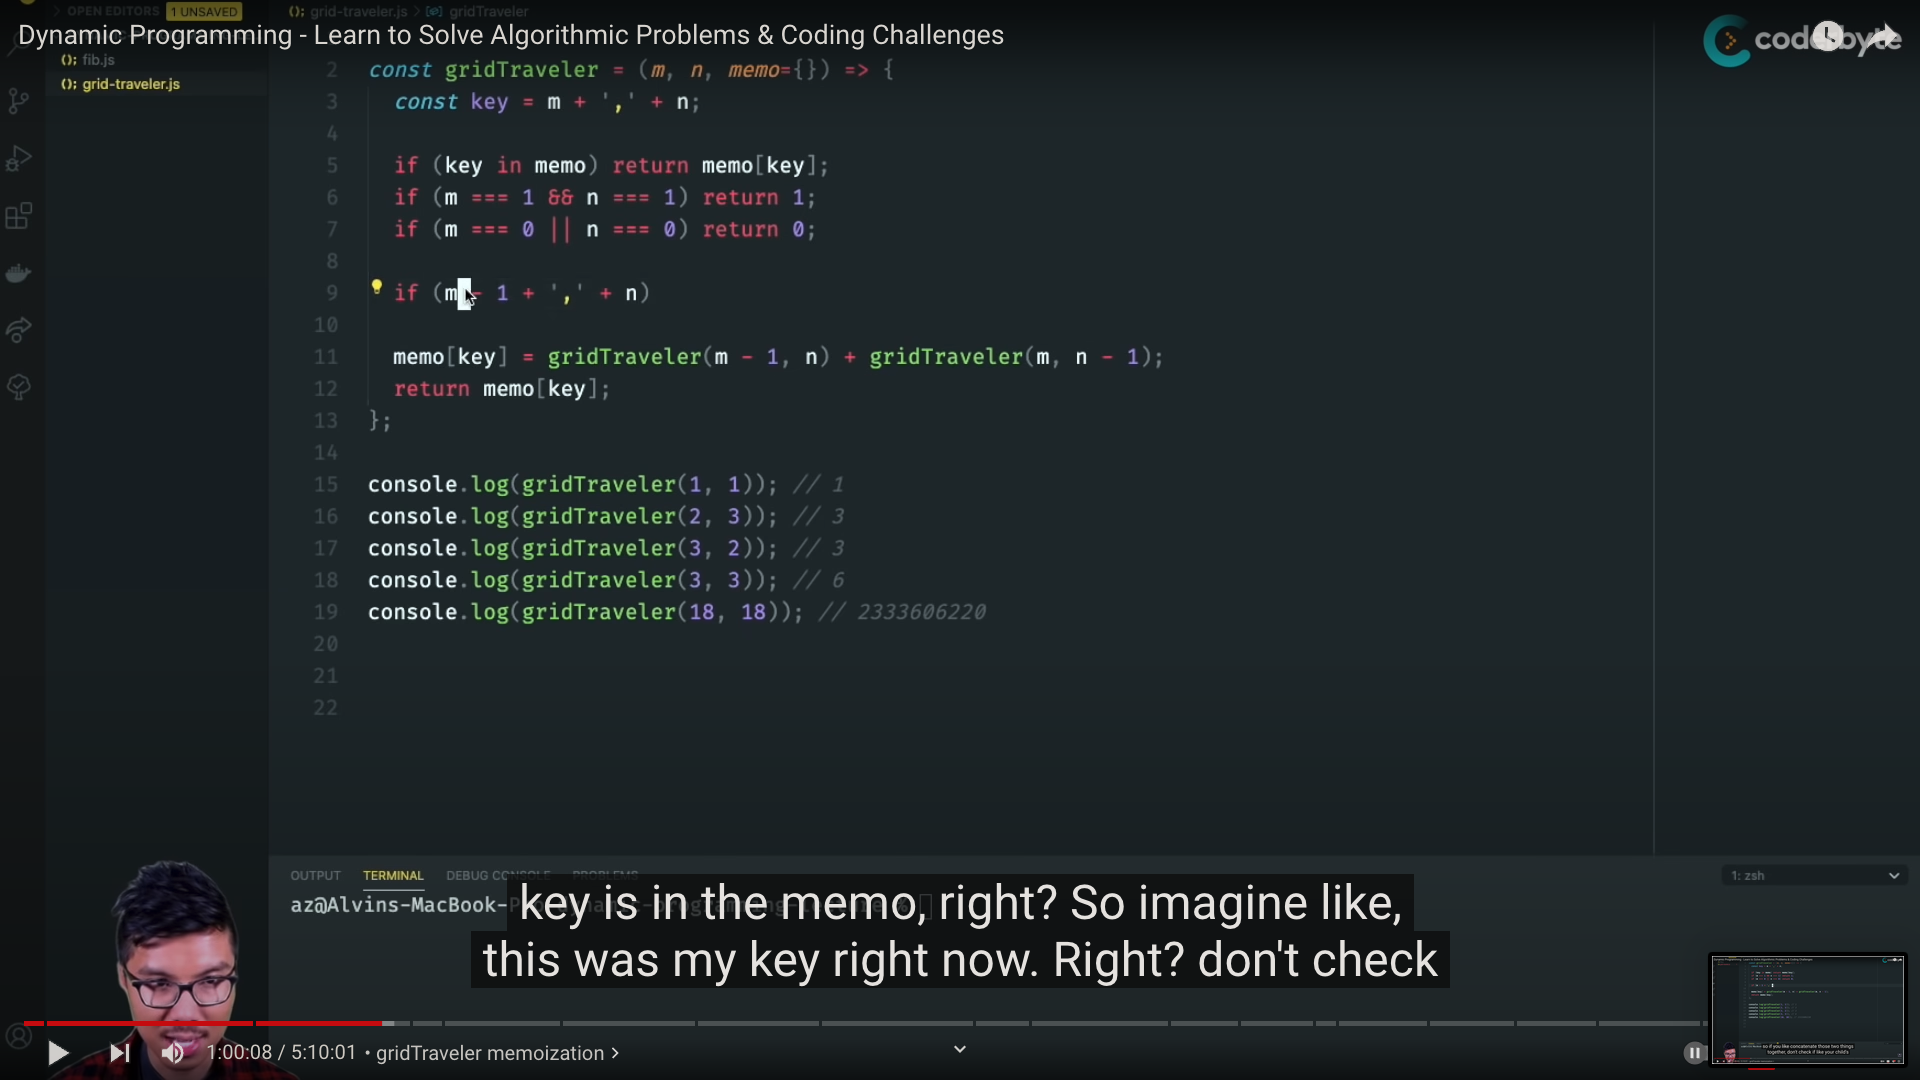 OPEN EDITORS 1 UNSAVED
grid-traveler.js > gridTraveler
Dynamic Programming - Learn to Solve Algorithmic Problems & Coding Challenges
coderbyte
fib.js
grid-traveler.js
2 const gridTraveler = (m, n, memo={}) => {
3 const key = m + ',' + n;
4
5 if (key in memo) return memo[key];
6 if (m === 1 && n === 1) return 1;
7 if (m === 0 || n === 0) return 0;
8
9 if (m - 1 + ',' + n)
10
11 memo[key] = gridTraveler(m - 1, n) + gridTraveler(m, n - 1);
12 return memo[key];
13 };
14
15 console.log(gridTraveler(1, 1)); // 1
16 console.log(gridTraveler(2, 3)); // 3
17 console.log(gridTraveler(3, 2)); // 3
18 console.log(gridTraveler(3, 3)); // 6
19 console.log(gridTraveler(18, 18)); // 2333606220
20
21
22
OUTPUT TERMINAL DEBUG CONSOLE PROBLEMS
1: zsh
az@Alvins-MacBook-
key is in the memo, right? So imagine like,
this was my key right now. Right? don't check
1:00:08 / 5:10:01 • gridTraveler memoization >